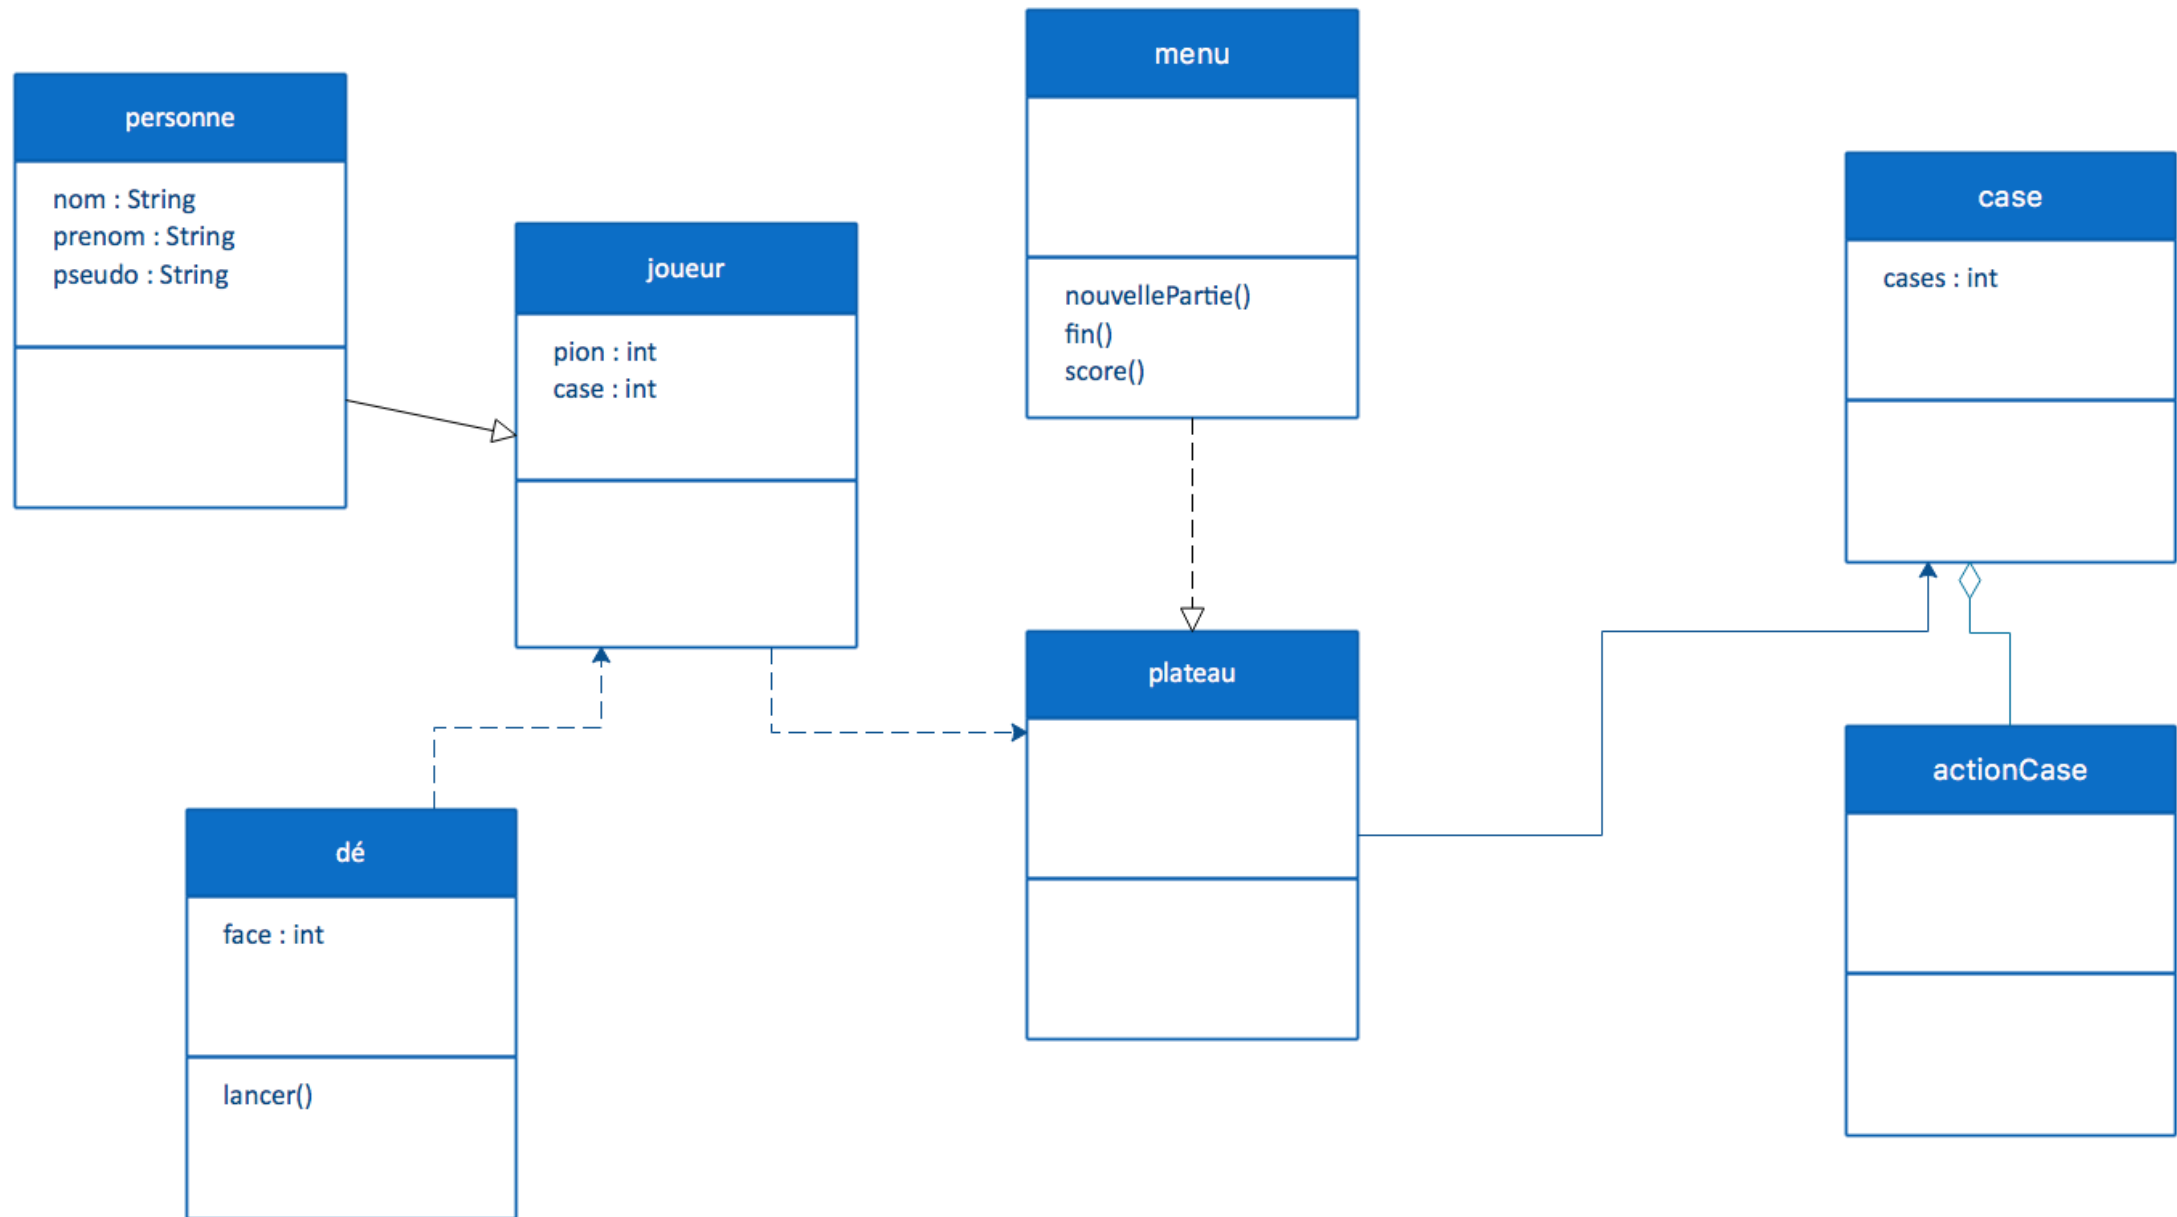 personne
nom : String
prenom : String
pseudo : String
joueur
pion : int
case : int
menu
nouvellePartie()
fin()
score()
case
cases : int
dé
face : int
lancer()
plateau
actionCase